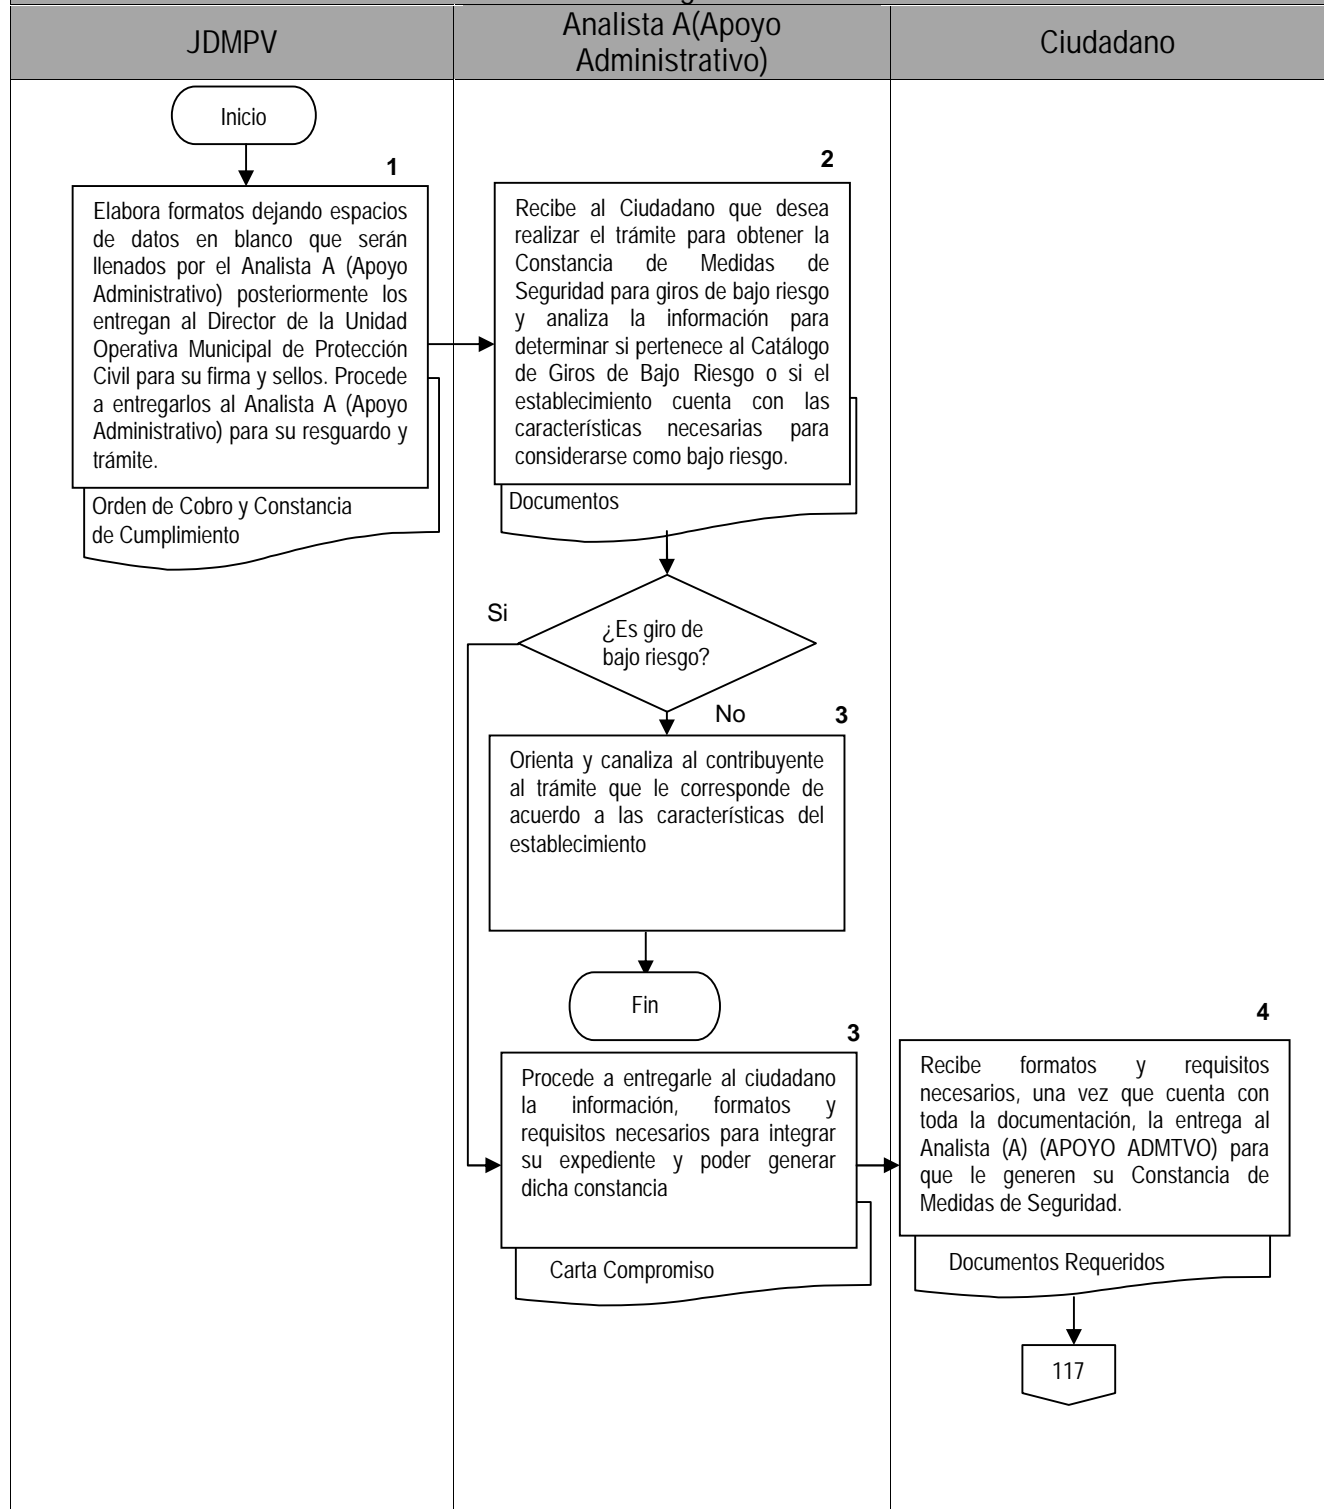 JDMPV
Analista A(Apoyo
Administrativo)
Ciudadano
Inicio
1
Elabora formatos dejando espacios
de datos en blanco que serán
llenados por el Analista A (Apoyo
Administrativo) posteriormente los
entregan al Director de la Unidad
Operativa Municipal de Protección
Civil para su firma y sellos. Procede
a entregarlos al Analista A (Apoyo
Administrativo) para su resguardo y
trámite.
Orden de Cobro y Constancia
de Cumplimiento
2
Recibe al Ciudadano que desea
realizar el trámite para obtener la
Constancia de Medidas de
Seguridad para giros de bajo riesgo
y analiza la información para
determinar si pertenece al Catálogo
de Giros de Bajo Riesgo o si el
establecimiento cuenta con las
características necesarias para
considerarse como bajo riesgo.
Documentos
Si
¿Es giro de
bajo riesgo?
No
3
Orienta y canaliza al contribuyente
al trámite que le corresponde de
acuerdo a las características del
establecimiento
Fin
3
Procede a entregarle al ciudadano
la información, formatos y
requisitos necesarios para integrar
su expediente y poder generar
dicha constancia
Carta Compromiso
4
Recibe formatos y requisitos
necesarios, una vez que cuenta con
toda la documentación, la entrega al
Analista (A) (APOYO ADMTVO) para
que le generen su Constancia de
Medidas de Seguridad.
Documentos Requeridos
117